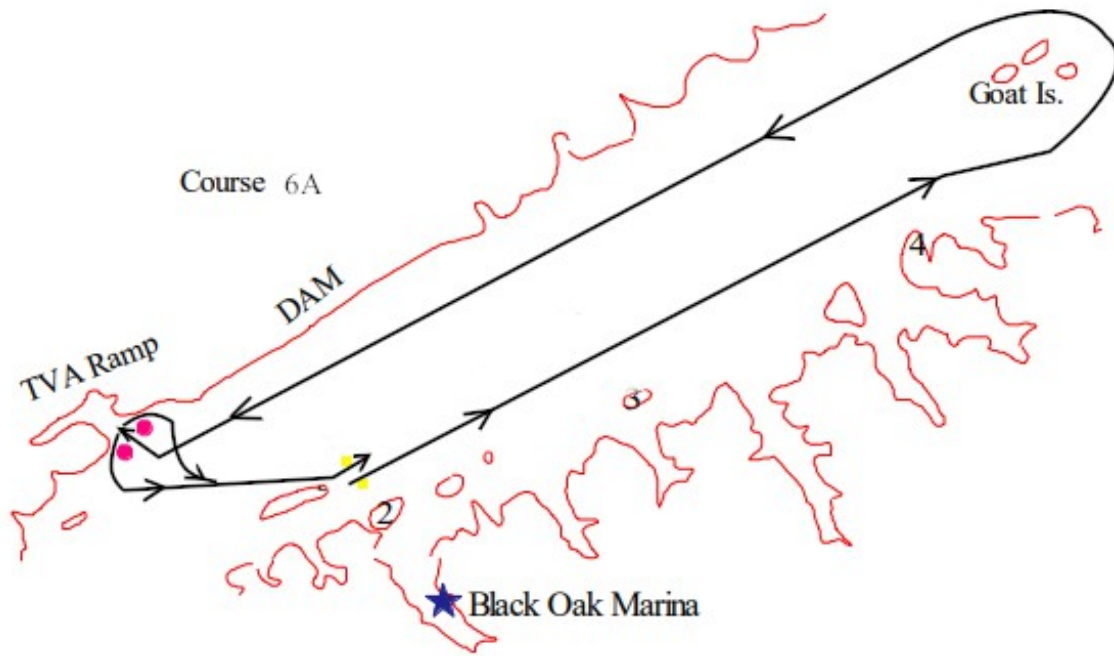 Goat Is.
Course 6A
4
DAM
TVA Ramp
3
2
Black Oak Marina